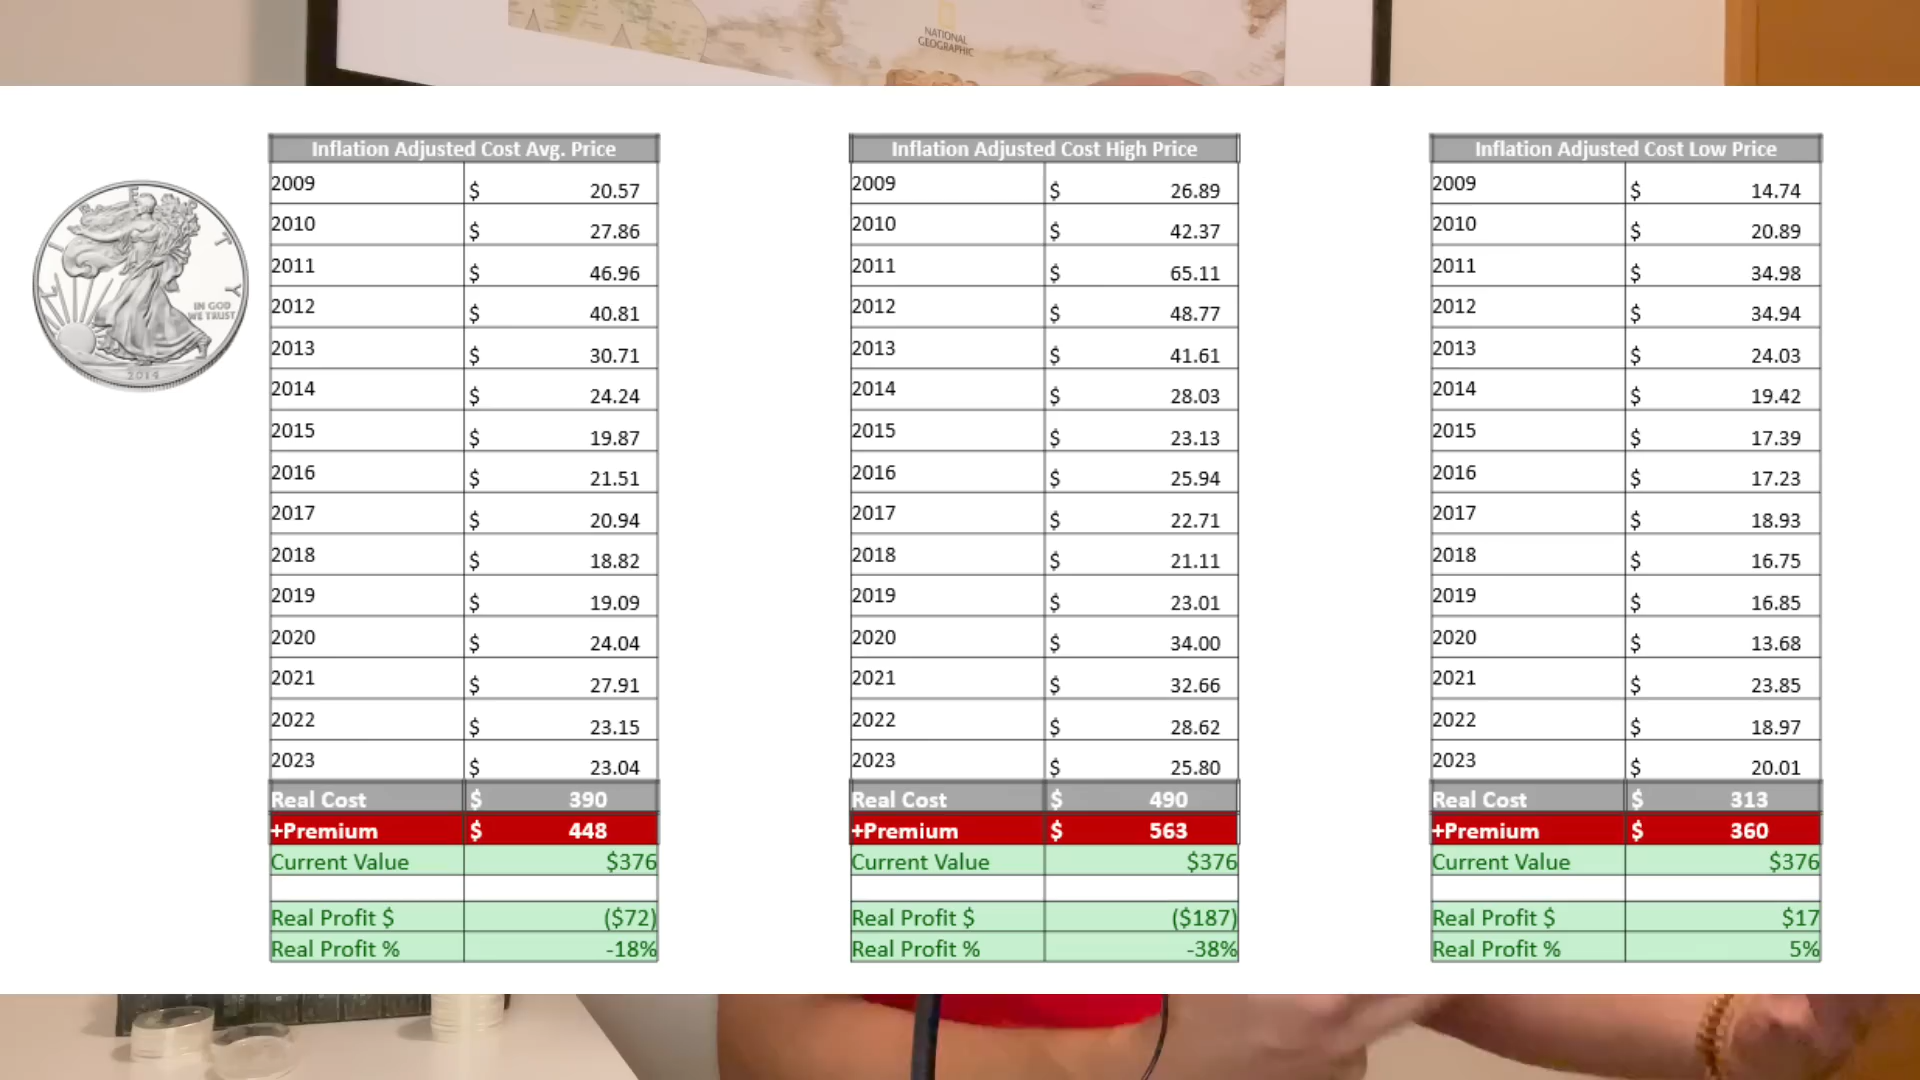 NATIONAL
GEOGRAPHIC
LIBERTY
IN GOD
WE TRUST
2014
Inflation Adjusted Cost Avg. Price
2009 $ 20.57
2010 $ 27.86
2011 $ 46.96
2012 $ 40.81
2013 $ 30.71
2014 $ 24.24
2015 $ 19.87
2016 $ 21.51
2017 $ 20.94
2018 $ 18.82
2019 $ 19.09
2020 $ 24.04
2021 $ 27.91
2022 $ 23.15
2023 $ 23.04
Real Cost $ 390
+Premium $ 448
Current Value $376
Real Profit $ ($72)
Real Profit % -18%
Inflation Adjusted Cost High Price
2009 $ 26.89
2010 $ 42.37
2011 $ 65.11
2012 $ 48.77
2013 $ 41.61
2014 $ 28.03
2015 $ 23.13
2016 $ 25.94
2017 $ 22.71
2018 $ 21.11
2019 $ 23.01
2020 $ 34.00
2021 $ 32.66
2022 $ 28.62
2023 $ 25.80
Real Cost $ 490
+Premium $ 563
Current Value $376
Real Profit $ ($187)
Real Profit % -38%
Inflation Adjusted Cost Low Price
2009 $ 14.74
2010 $ 20.89
2011 $ 34.98
2012 $ 34.94
2013 $ 24.03
2014 $ 19.42
2015 $ 17.39
2016 $ 17.23
2017 $ 18.93
2018 $ 16.75
2019 $ 16.85
2020 $ 13.68
2021 $ 23.85
2022 $ 18.97
2023 $ 20.01
Real Cost $ 313
+Premium $ 360
Current Value $376
Real Profit $ $17
Real Profit % 5%